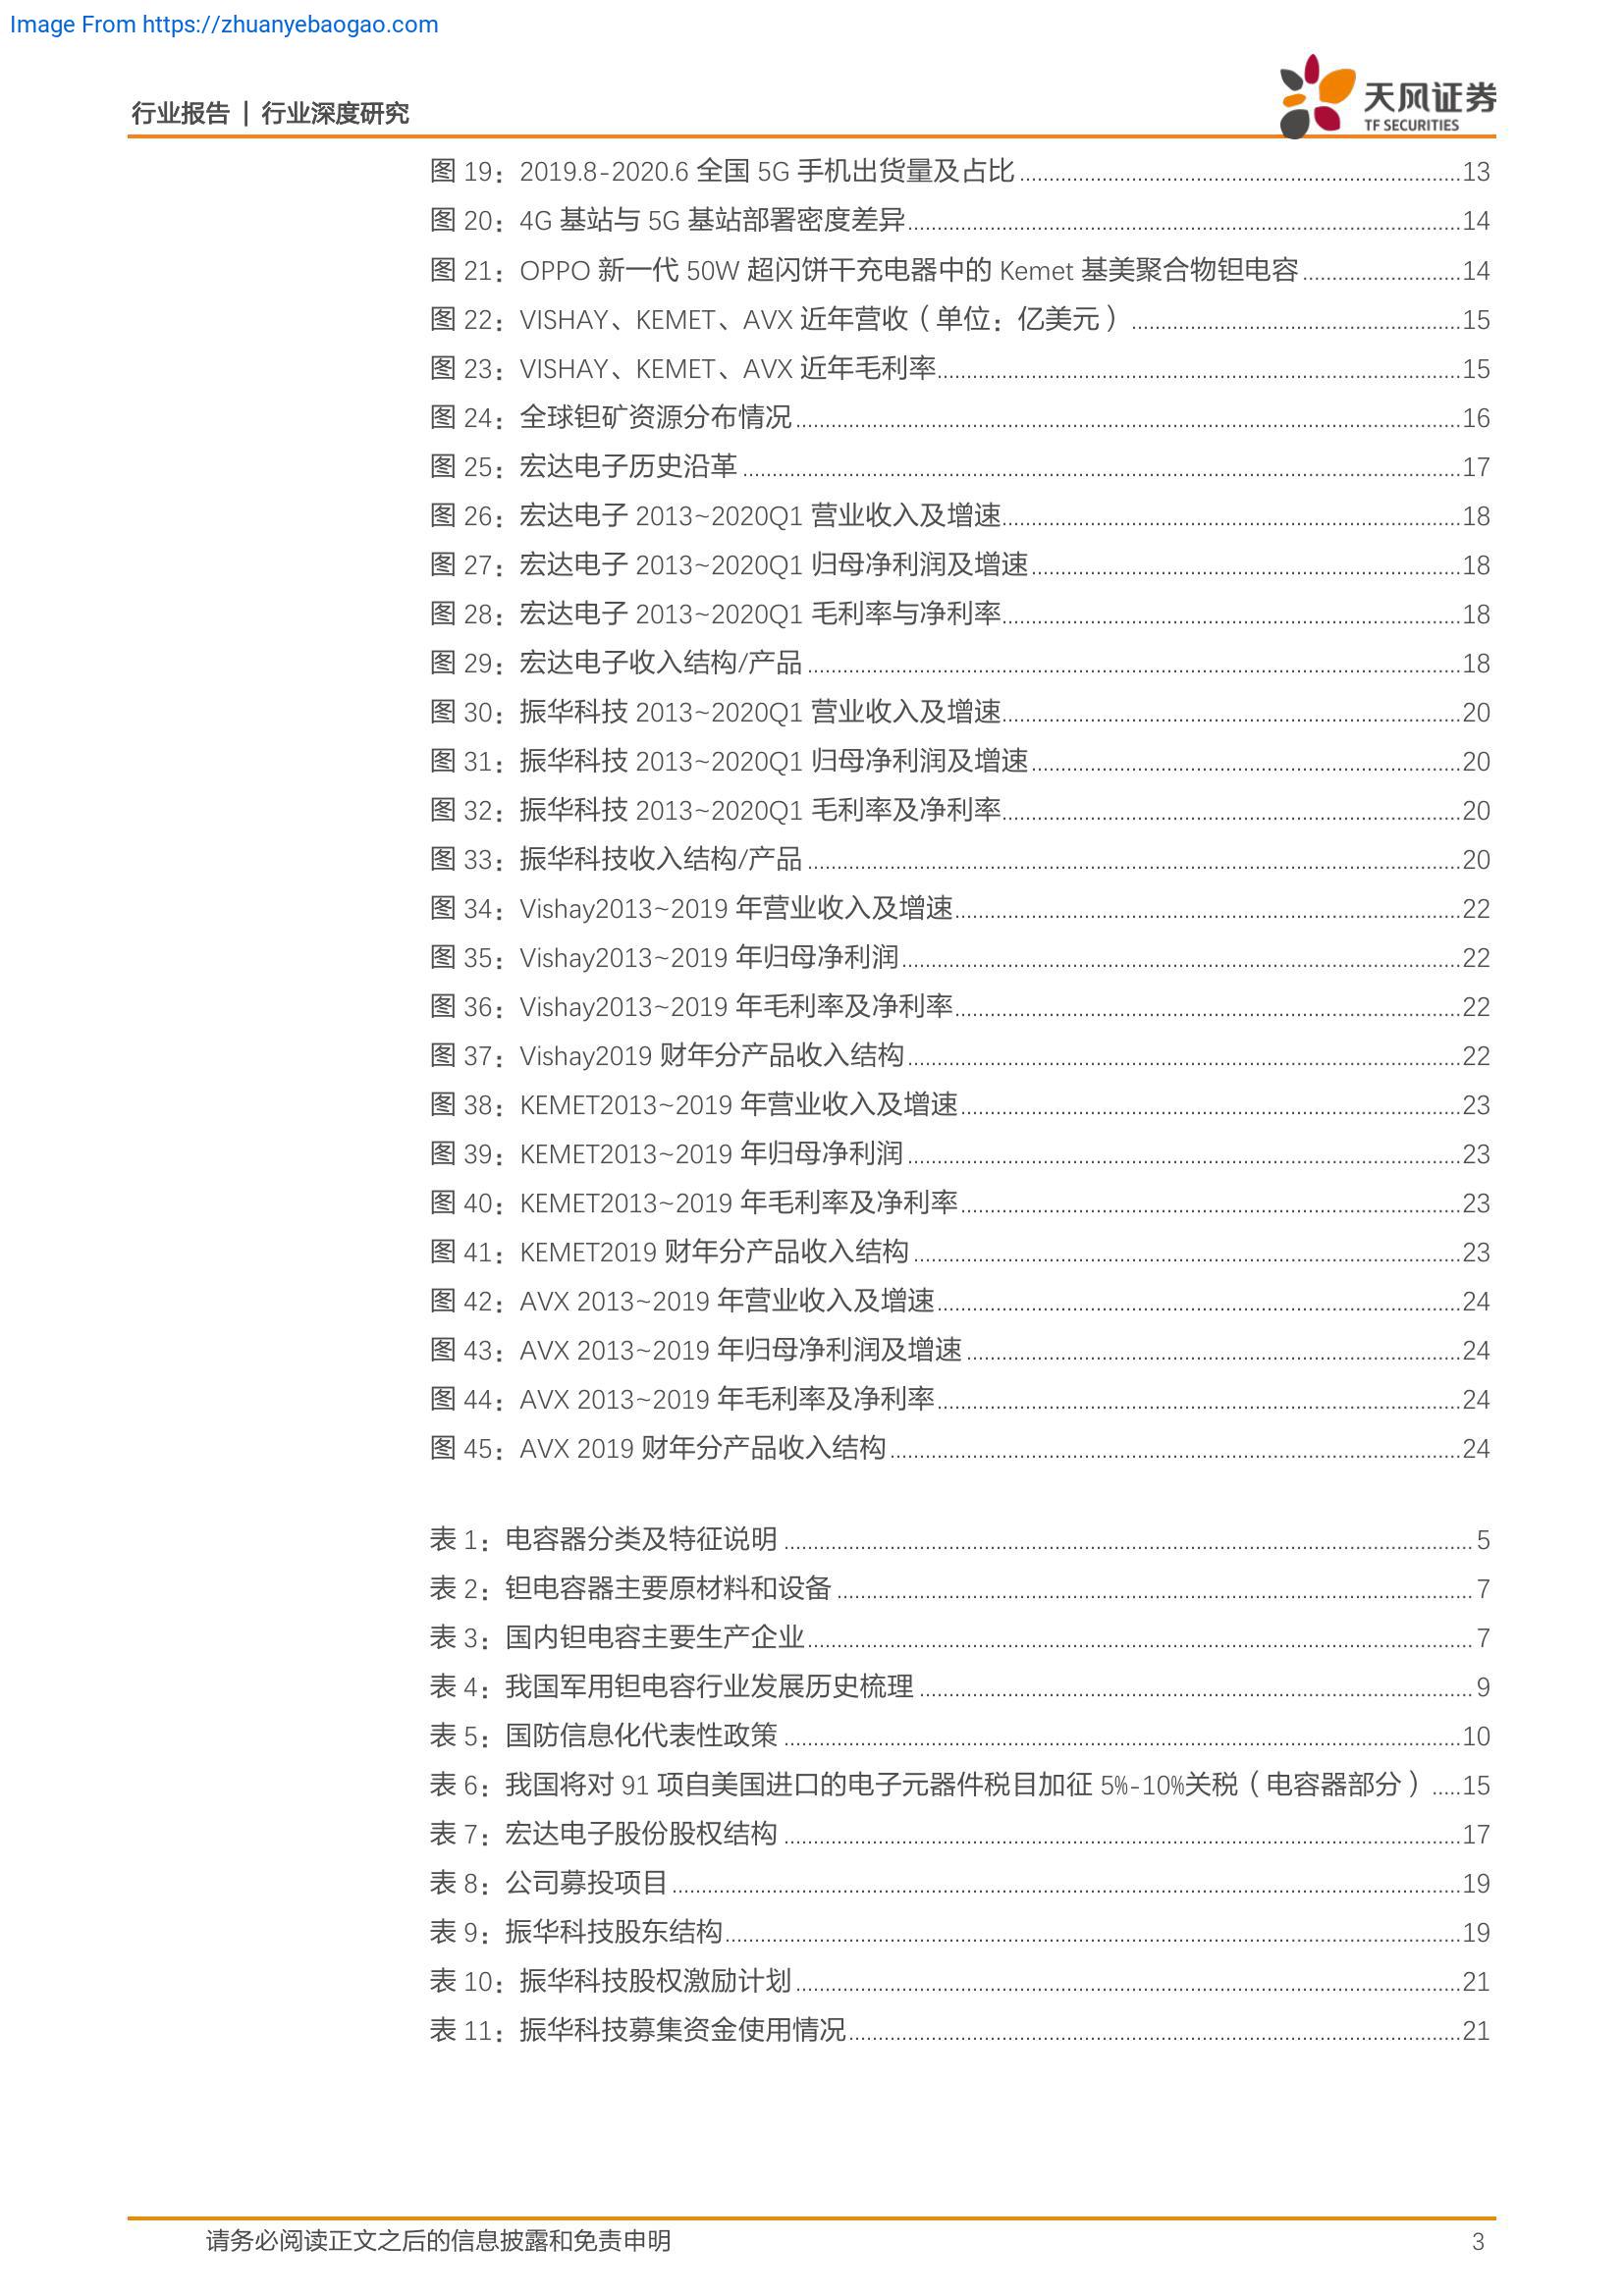 Image From https://zhuanyebaogao.com
行业报告 | 行业深度研究
天风证券
TF SECURITIES
图 19：2019.8-2020.6 全国 5G 手机出货量及占比 13
图 20：4G 基站与 5G 基站部署密度差异 14
图 21：OPPO 新一代 50W 超闪饼干充电器中的 Kemet 基美聚合物钽电容 14
图 22：VISHAY、KEMET、AVX 近年营收（单位：亿美元） 15
图 23：VISHAY、KEMET、AVX 近年毛利率 15
图 24：全球钽矿资源分布情况 16
图 25：宏达电子历史沿革 17
图 26：宏达电子 2013~2020Q1 营业收入及增速 18
图 27：宏达电子 2013~2020Q1 归母净利润及增速 18
图 28：宏达电子 2013~2020Q1 毛利率与净利率 18
图 29：宏达电子收入结构/产品 18
图 30：振华科技 2013~2020Q1 营业收入及增速 20
图 31：振华科技 2013~2020Q1 归母净利润及增速 20
图 32：振华科技 2013~2020Q1 毛利率及净利率 20
图 33：振华科技收入结构/产品 20
图 34：Vishay2013~2019 年营业收入及增速 22
图 35：Vishay2013~2019 年归母净利润 22
图 36：Vishay2013~2019 年毛利率及净利率 22
图 37：Vishay2019 财年分产品收入结构 22
图 38：KEMET2013~2019 年营业收入及增速 23
图 39：KEMET2013~2019 年归母净利润 23
图 40：KEMET2013~2019 年毛利率及净利率 23
图 41：KEMET2019 财年分产品收入结构 23
图 42：AVX 2013~2019 年营业收入及增速 24
图 43：AVX 2013~2019 年归母净利润及增速 24
图 44：AVX 2013~2019 年毛利率及净利率 24
图 45：AVX 2019 财年分产品收入结构 24
表 1：电容器分类及特征说明 5
表 2：钽电容器主要原材料和设备 7
表 3：国内钽电容主要生产企业 7
表 4：我国军用钽电容行业发展历史梳理 9
表 5：国防信息化代表性政策 10
表 6：我国将对 91 项自美国进口的电子元器件税目加征 5%-10%关税（电容器部分） 15
表 7：宏达电子股份股权结构 17
表 8：公司募投项目 19
表 9：振华科技股东结构 19
表 10：振华科技股权激励计划 21
表 11：振华科技募集资金使用情况 21
请务必阅读正文之后的信息披露和免责申明 3